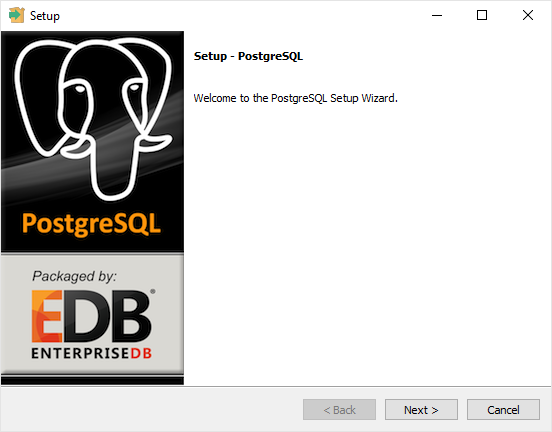 Setup
Setup - PostgreSQL
Welcome to the PostgreSQL Setup Wizard.
PostgreSQL
Packaged by:
EDB®
ENTERPRISEDB
< Back
Next >
Cancel